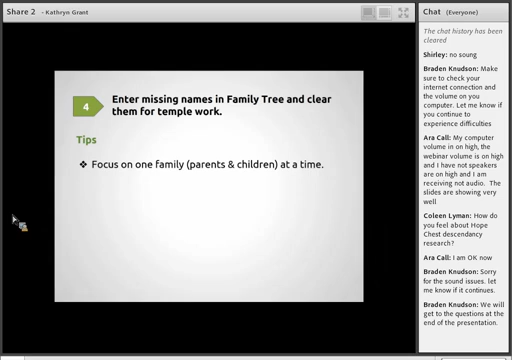 Share 2 - Kathryn Grant
4
Enter missing names in Family Tree and clear
them for temple work.
Tips
❖ Focus on one family (parents & children) at a time.
Chat (Everyone)
The chat history has been
cleared
Shirley: no soung
Braden Knudson: Make
sure to check your
internet connection and
the volume on you
computer. Let me know if
you continue to
experience difficulties
Ara Call: My computer
volume in on high, the
webinar volume is on high
and I have not speakers
are on high and I am
receiving not audio. The
slides are showing very
well
Coleen Lyman: How do
you feel about Hope
Chest descendancy
research?
Ara Call: I am OK now
Braden Knudson: Sorry
for the sound issues. let
me know if it continues.
Braden Knudson: We will
get to the questions at the
end of the presentation.